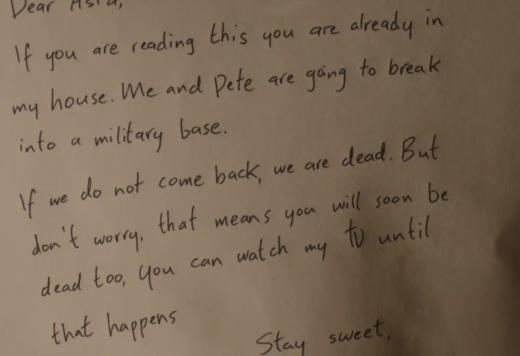 Dear Asia,
If you are reading this you are already in
my house. Me and Pete are going to break
into a military base.
If we do not come back, we are dead. But
don't worry, that means you will soon be
dead too, you can watch my TV until
that happens
Stay sweet,